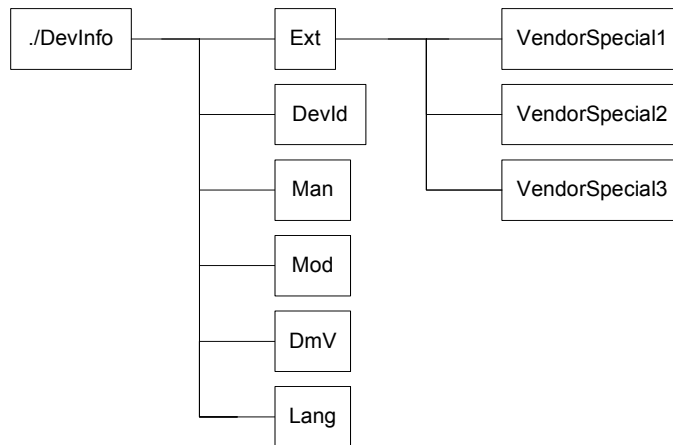 ./DevInfo
Ext
VendorSpecial1
DevId
VendorSpecial2
Man
VendorSpecial3
Mod
DmV
Lang